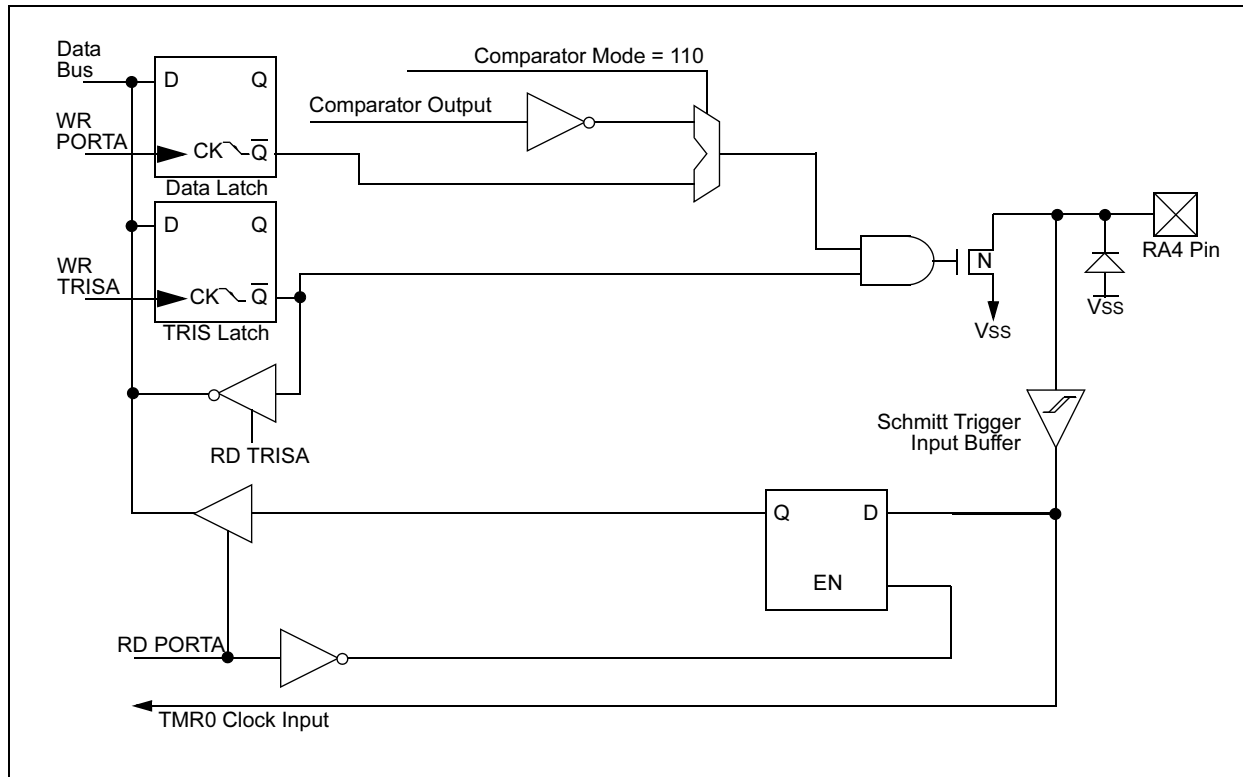 Data
Bus
D
Q
Comparator Mode = 110
Comparator Output
WR
PORTA
CK
Q̅
Data Latch
D
Q
WR
TRISA
CK
Q̅
TRIS Latch
N
RA4 Pin
VSS
VSS
RD TRISA
Schmitt Trigger
Input Buffer
Q
D
EN
RD PORTA
TMR0 Clock Input